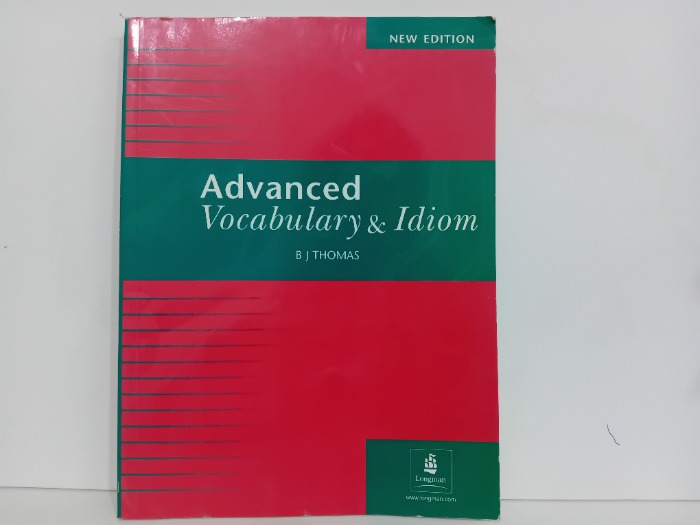 NEW EDITION
Advanced
Vocabulary & Idiom
B J THOMAS
Longman
www.longman.com